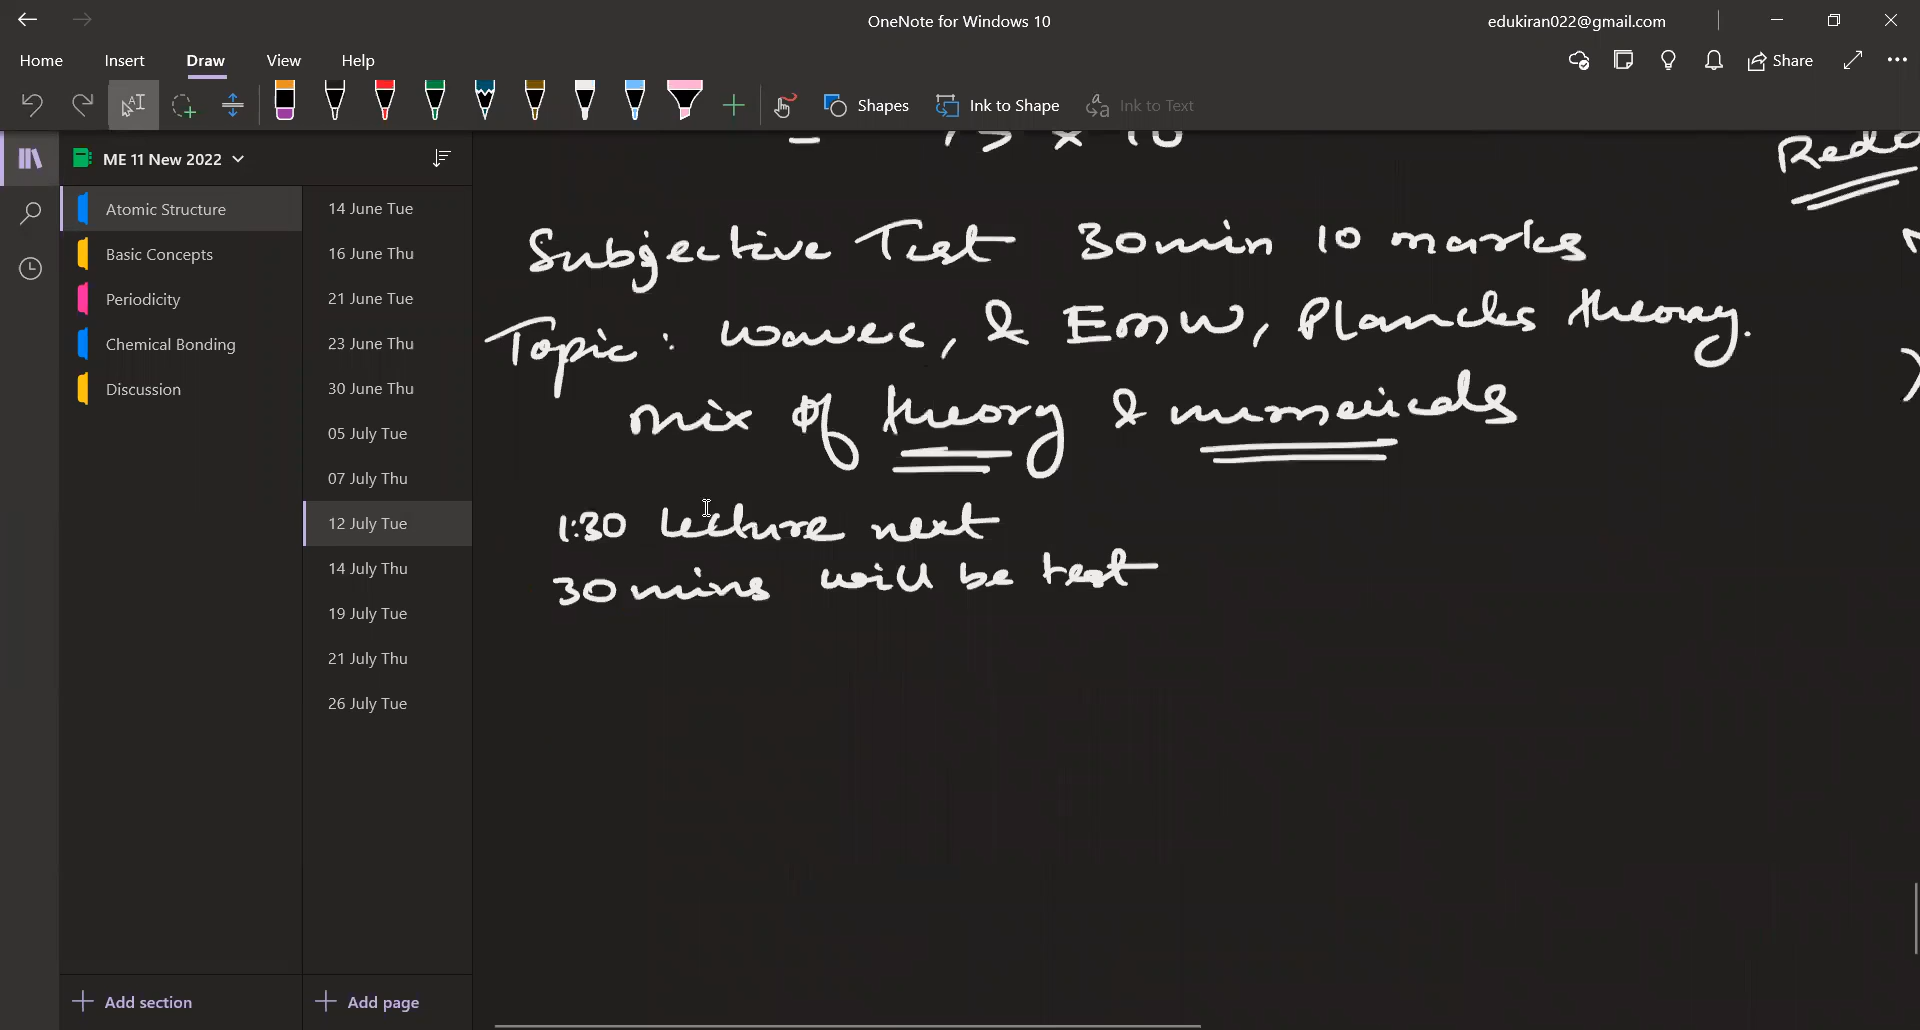 OneNote for Windows 10
edukiran022@gmail.com
Home Insert Draw View Help
Share
Shapes Ink to Shape Ink to Text
ME 11 New 2022
Atomic Structure
Basic Concepts
Periodicity
Chemical Bonding
Discussion
14 June Tue
16 June Thu
21 June Tue
23 June Thu
30 June Thu
05 July Tue
07 July Thu
12 July Tue
14 July Thu
19 July Tue
21 July Thu
26 July Tue
Add section
Add page
Subjective Test 30min 10 marks
Topic: Waves, & EMW, Plancks theory.
mix of theory & numericals
1:30 lecture next
30 mins will be test